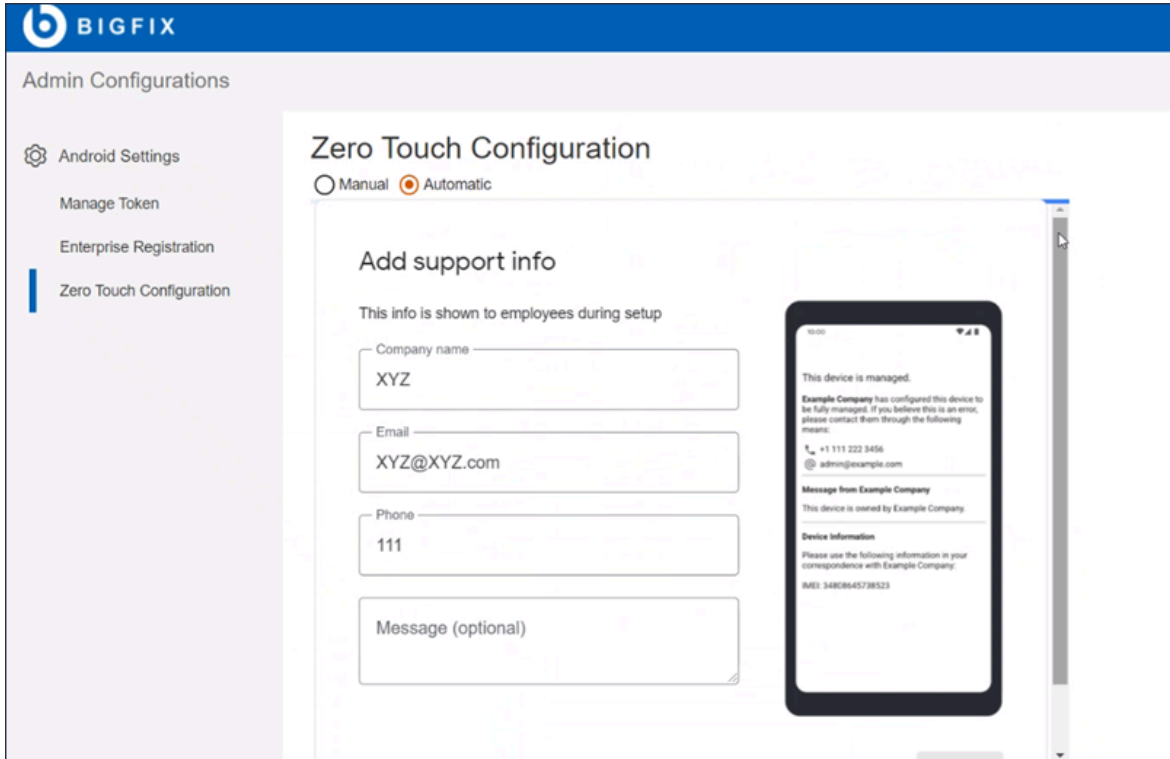 BIGFIX
Admin Configurations
Android Settings
Manage Token
Enterprise Registration
Zero Touch Configuration
Zero Touch Configuration
Manual Automatic
Add support info
This info is shown to employees during setup
Company name
XYZ
Email
XYZ@XYZ.com
Phone
111
Message (optional)
10:00
This device is managed.
Example Company has configured this device to
be fully managed. If you believe this is an error,
please contact them through the following
means:
+1 111 222 3456
admin@example.com
Message from Example Company
This device is owned by Example Company.
Device Information
Please use the following information in your
correspondence with Example Company:
IMEI: 34808645738523